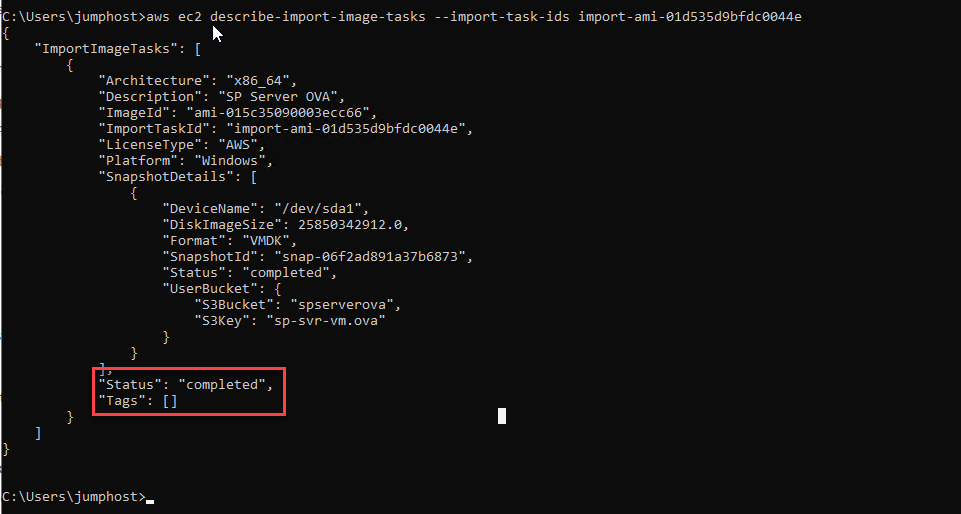 C:\Users\jumphost>aws ec2 describe-import-image-tasks --import-task-ids import-ami-01d535d9bfdc0044e
{
    "ImportImageTasks": [
        {
            "Architecture": "x86_64",
            "Description": "SP Server OVA",
            "ImageId": "ami-015c35090003ecc66",
            "ImportTaskId": "import-ami-01d535d9bfdc0044e",
            "LicenseType": "AWS",
            "Platform": "Windows",
            "SnapshotDetails": [
                {
                    "DeviceName": "/dev/sda1",
                    "DiskImageSize": 25850342912.0,
                    "Format": "VMDK",
                    "SnapshotId": "snap-06f2ad891a37b6873",
                    "Status": "completed",
                    "UserBucket": {
                        "S3Bucket": "spserverova",
                        "S3Key": "sp-svr-vm.ova"
                    }
                }
            ],
            "Status": "completed",
            "Tags": []
        }
    ]
}
C:\Users\jumphost>